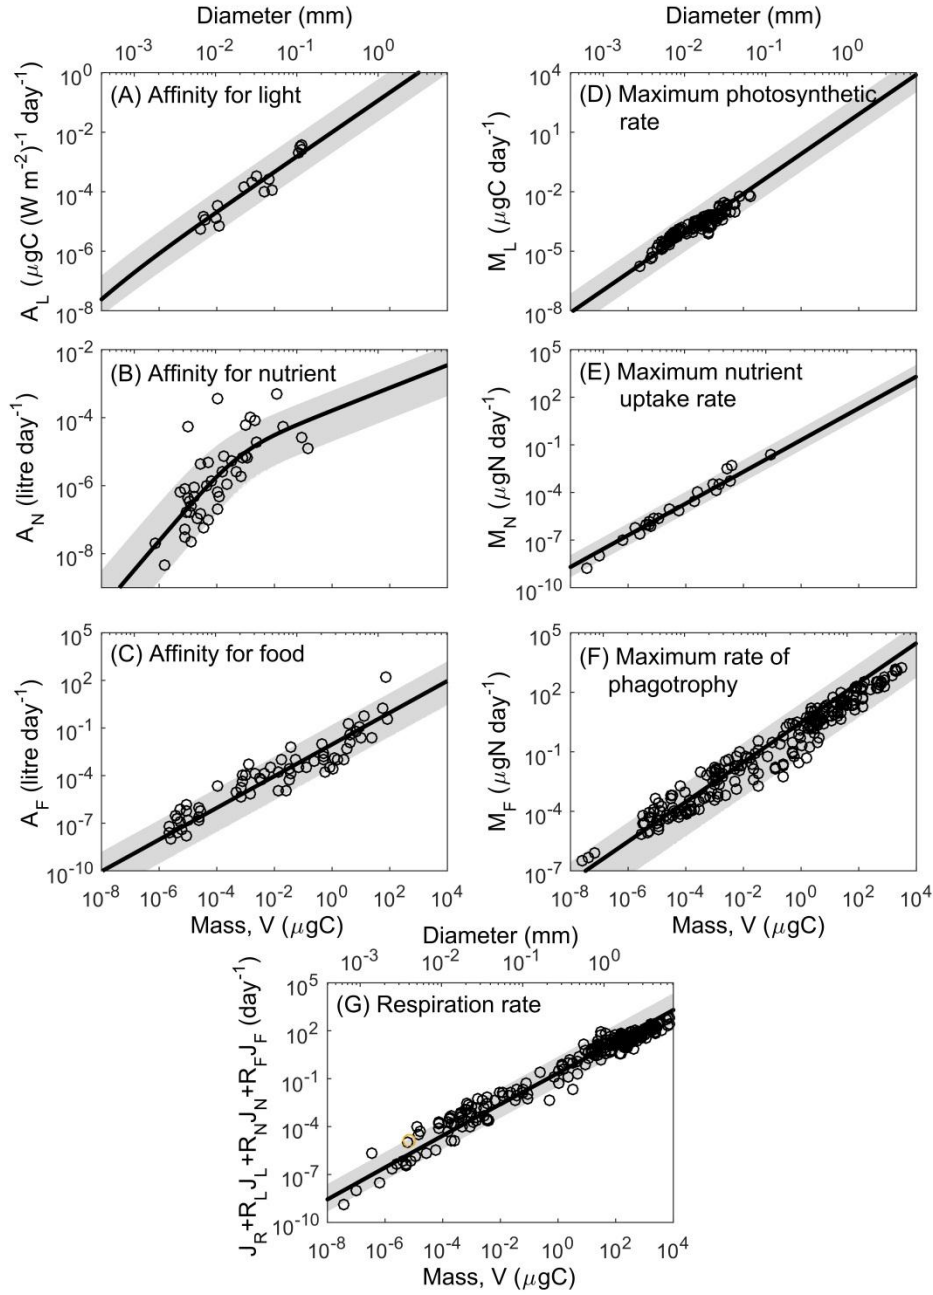 Diameter (mm)
10^-3 10^-2 10^-1 10^0
Diameter (mm)
10^-3 10^-2 10^-1 10^0
(A) Affinity for light
A_L (μgC (W m^-2)^-1 day^-1)
10^0
10^-2
10^-4
10^-6
10^-8
(D) Maximum photosynthetic
rate
M_L (μgC day^-1)
10^4
10^1
10^-2
10^-5
10^-8
(B) Affinity for nutrient
A_N (litre day^-1)
10^-2
10^-4
10^-6
10^-8
(E) Maximum nutrient
uptake rate
M_N (μgN day^-1)
10^5
10^2
10^-1
10^-4
10^-7
10^-10
(C) Affinity for food
A_F (litre day^-1)
10^5
10^2
10^-1
10^-4
10^-7
10^-10
10^-8 10^-6 10^-4 10^-2 10^0 10^2 10^4
Mass, V (μgC)
(F) Maximum rate of
phagotrophy
M_F (μgN day^-1)
10^5
10^2
10^-1
10^-4
10^-7
10^-8 10^-6 10^-4 10^-2 10^0 10^2 10^4
Mass, V (μgC)
Diameter (mm)
10^-3 10^-2 10^-1 10^0
(G) Respiration rate
J_R+R_LJ_L+R_NJ_N+R_FJ_F (day^-1)
10^5
10^2
10^-1
10^-4
10^-7
10^-10
10^-8 10^-6 10^-4 10^-2 10^0 10^2 10^4
Mass, V (μgC)